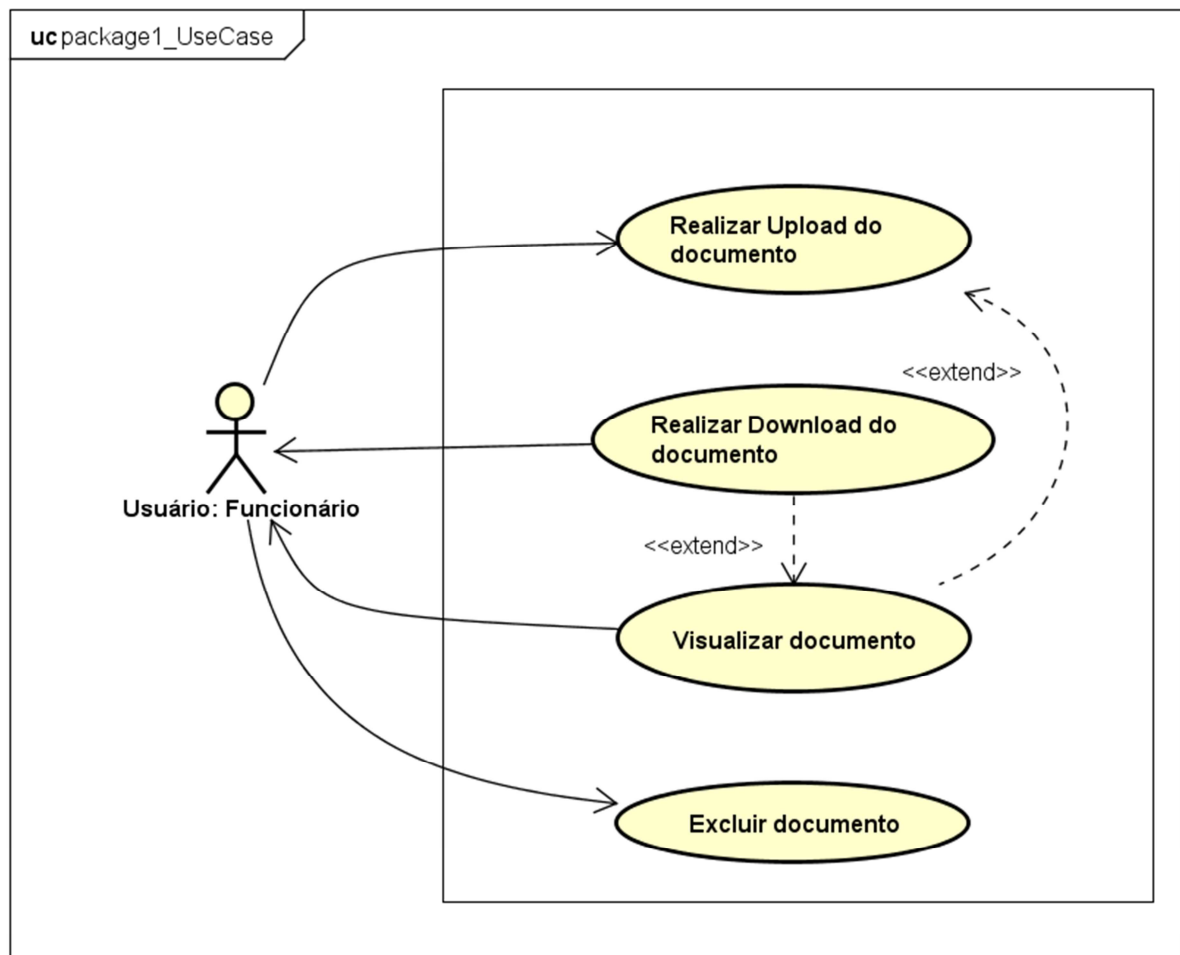 uc package1_UseCase
Realizar Upload do
documento
<<extend>>
Realizar Download do
documento
Usuário: Funcionário
<<extend>>
Visualizar documento
Excluir documento